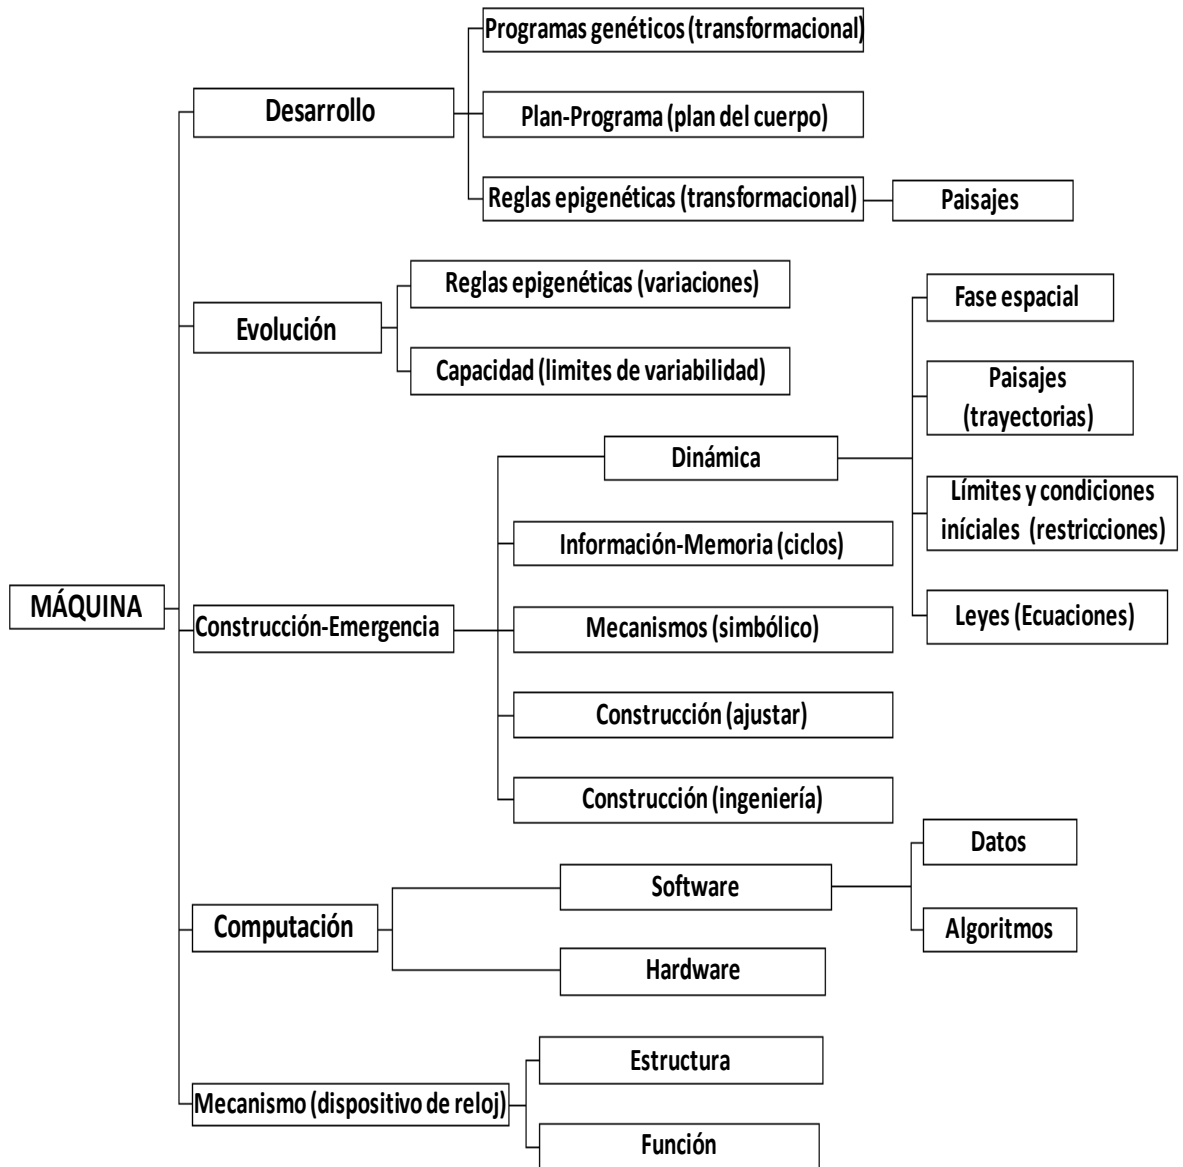 Programas genéticos (transformacional)
Desarrollo
Plan-Programa (plan del cuerpo)
Reglas epigenéticas (transformacional)
Paisajes
Reglas epigenéticas (variaciones)
Evolución
Capacidad (limites de variabilidad)
Fase espacial
Paisajes
(trayectorias)
Dinámica
Límites y condiciones
iníciales (restricciones)
Información-Memoria (ciclos)
MÁQUINA
Construcción-Emergencia
Mecanismos (simbólico)
Leyes (Ecuaciones)
Construcción (ajustar)
Construcción (ingeniería)
Datos
Software
Computación
Algoritmos
Hardware
Estructura
Mecanismo (dispositivo de reloj)
Función